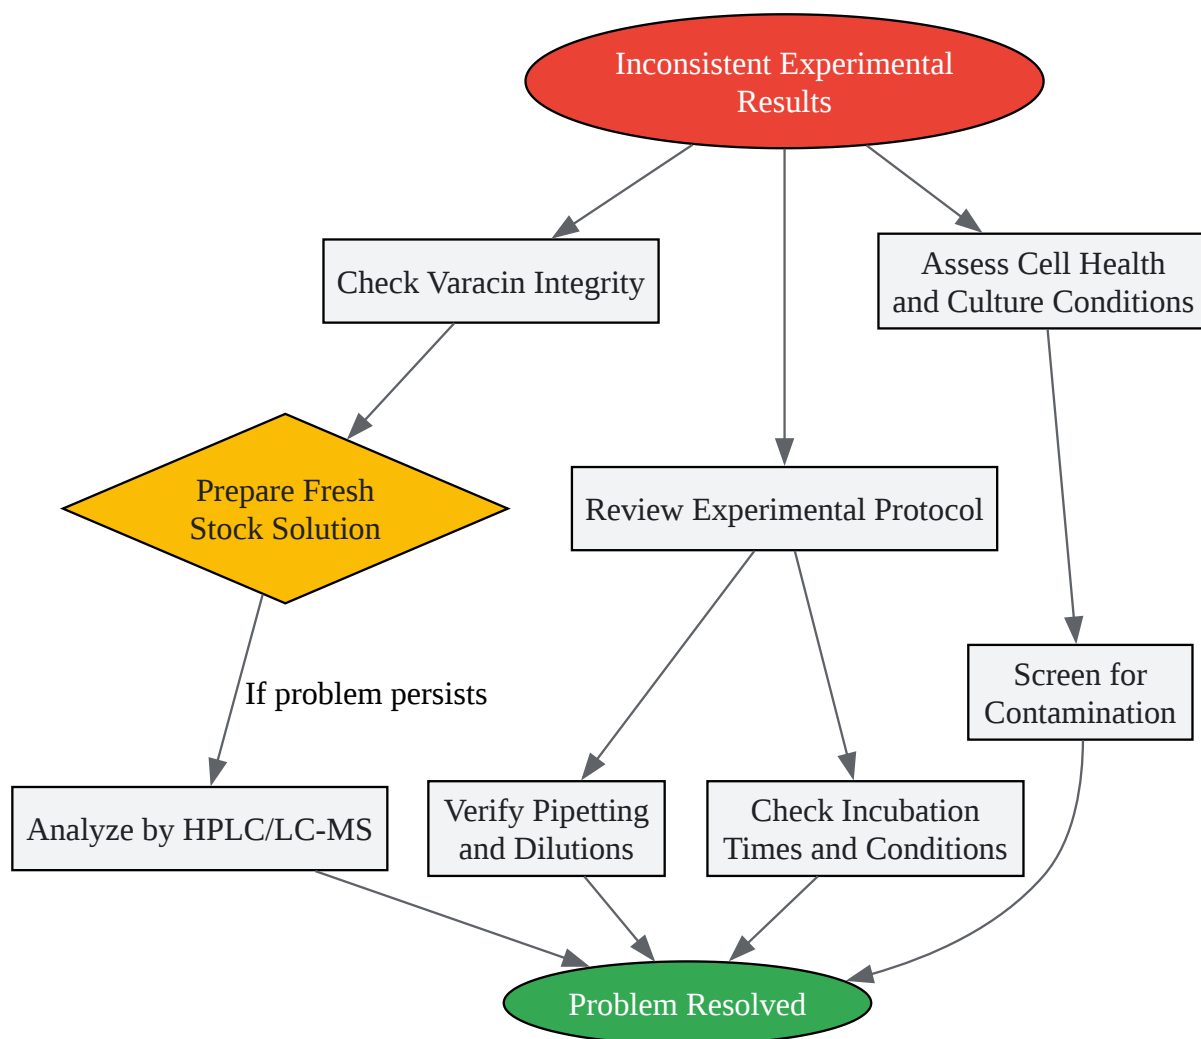 Inconsistent Experimental
Results
Check Varacin Integrity
Assess Cell Health
and Culture Conditions
Prepare Fresh
Stock Solution
Review Experimental Protocol
If problem persists
Screen for
Contamination
Analyze by HPLC/LC-MS
Verify Pipetting
and Dilutions
Check Incubation
Times and Conditions
Problem Resolved